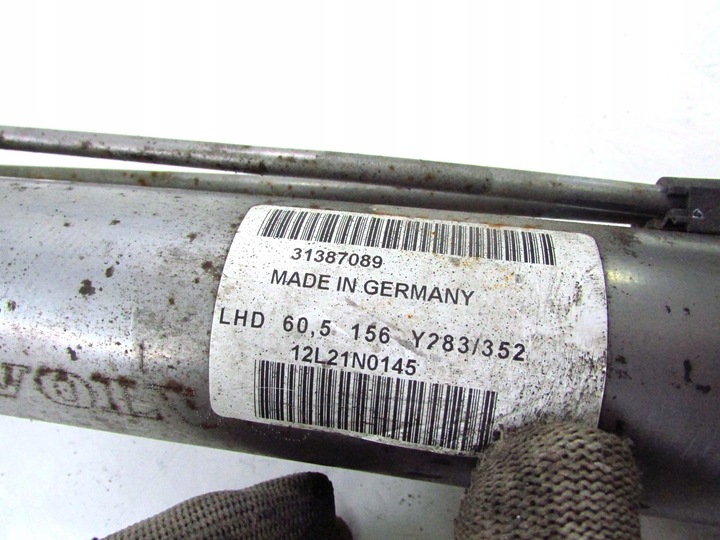 31387089
MADE IN GERMANY
LHD 60,5 156 Y283/352
12L21N0145